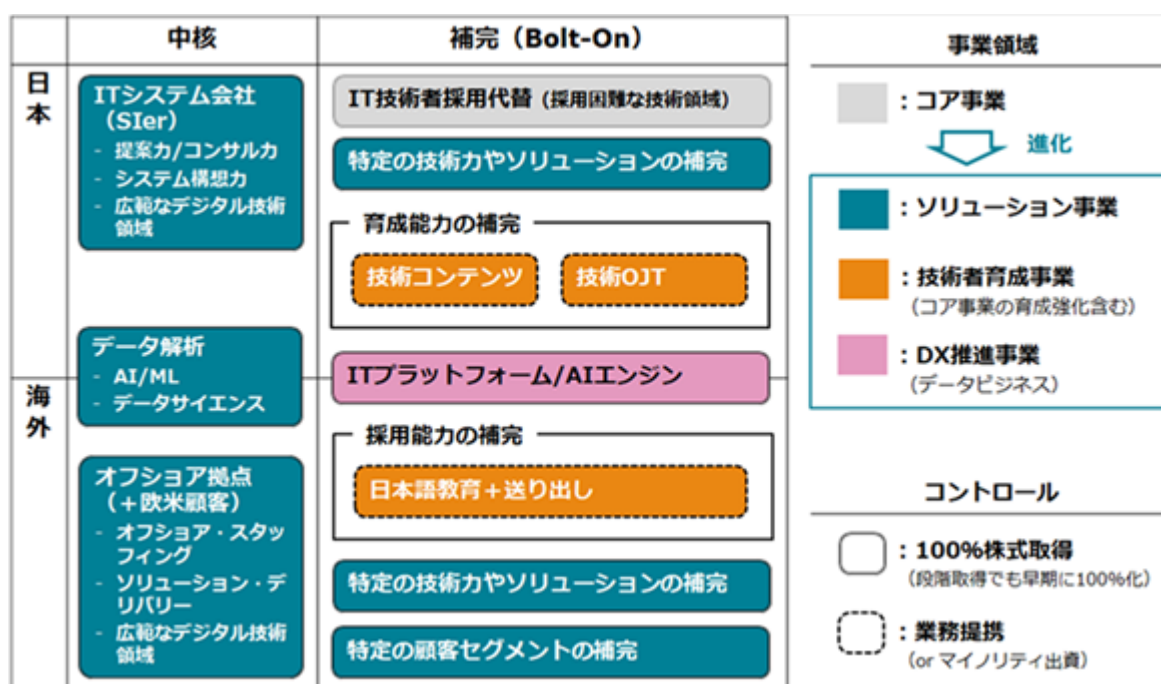 中核
補完（Bolt-On）
日本
ITシステム会社
（SIer）
- 提案力/コンサルカ
- システム構想力
- 広範なデジタル技術
領域
IT技術者採用代替 (採用困難な技術領域)
特定の技術力やソリューションの補完
育成能力の補完
技術コンテンツ
技術OJT
データ解析
- AI/ML
- データサイエンス
ITプラットフォーム/AIエンジン
海外
オフショア拠点
（＋欧米顧客）
- オフショア・スタッ
フィング
- ソリューション・デ
リバリー
- 広範なデジタル技術
領域
採用能力の補完
日本語教育＋送り出し
特定の技術力やソリューションの補完
特定の顧客セグメントの補完
事業領域
：コア事業
進化
：ソリューション事業
：技術者育成事業
（コア事業の育成強化含む）
：DX推進事業
（データビジネス）
コントロール
：100%株式取得
（段階取得でも早期に100%化）
：業務提携
（or マイノリティ出資）